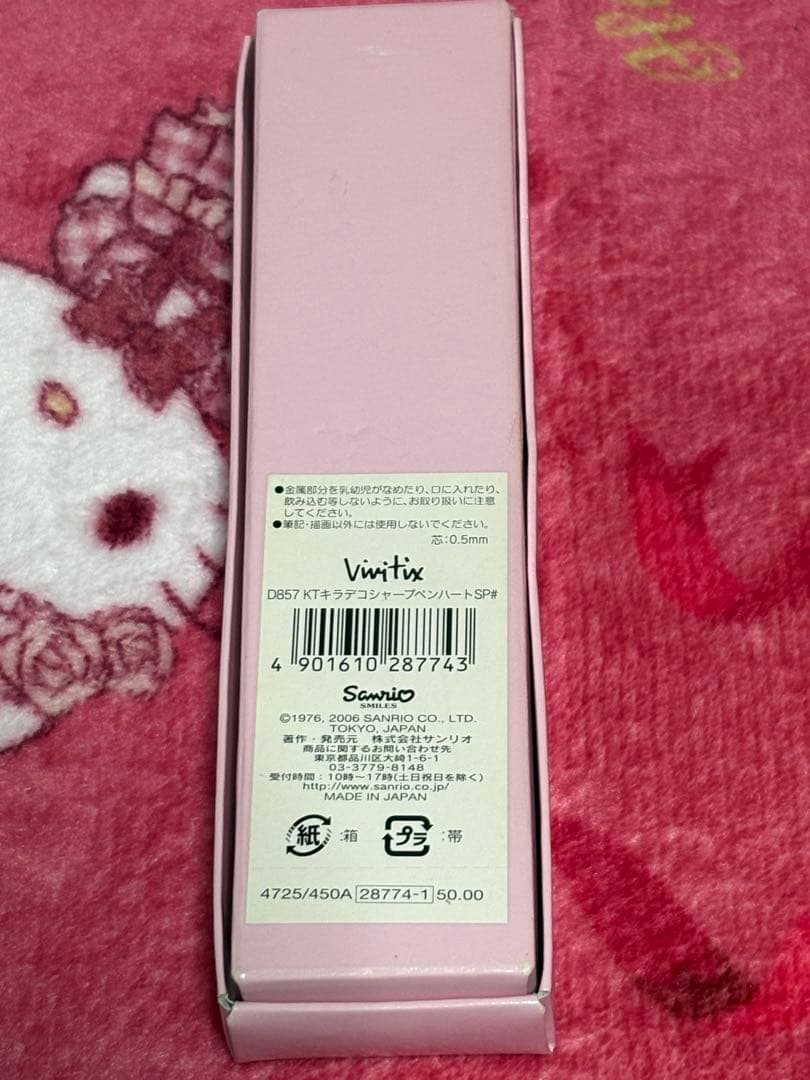 ●金属部分を乳幼児がなめたり、口に入れたり、
飲み込む等しないように、お取り扱いに注意
してください。
●筆記・描画以外には使用しないでください。
芯:0.5mm
Vivitix
D857 KTキラデコシャープペンハートSP#
4 901610 287743
Sanrio
SMILES
©1976, 2006 SANRIO CO., LTD.
TOKYO, JAPAN
著作・発売元 株式会社サンリオ
商品に関するお問い合わせ先
東京都品川区大崎1-6-1
03-3779-8148
受付時間:10時~17時(土日祝日を除く)
http://www.sanrio.co.jp/
MADE IN JAPAN
紙 :箱 プラ :帯
4725/450A 28774-1 50.00